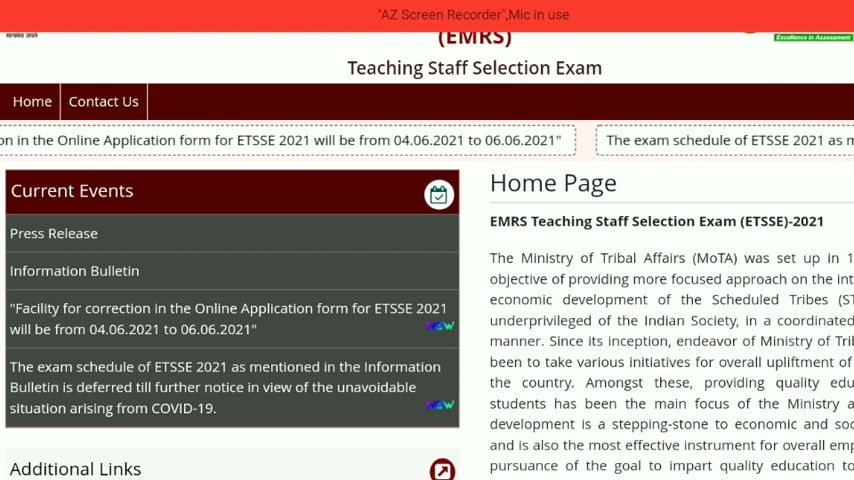 "AZ Screen Recorder",Mic in use
सत्यमेव जयते
(EMRS)
Excellence in Assessment
Teaching Staff Selection Exam
Home
Contact Us
on in the Online Application form for ETSSE 2021 will be from 04.06.2021 to 06.06.2021"
The exam schedule of ETSSE 2021 as m
Current Events
Press Release
Information Bulletin
"Facility for correction in the Online Application form for ETSSE 2021
will be from 04.06.2021 to 06.06.2021"
NEW
The exam schedule of ETSSE 2021 as mentioned in the Information
Bulletin is deferred till further notice in view of the unavoidable
situation arising from COVID-19.
NEW
Additional Links
Home Page
EMRS Teaching Staff Selection Exam (ETSSE)-2021
The Ministry of Tribal Affairs (MoTA) was set up in 1
objective of providing more focused approach on the int
economic development of the Scheduled Tribes (ST
underprivileged of the Indian Society, in a coordinated
manner. Since its inception, endeavor of Ministry of Trib
been to take various initiatives for overall upliftment of
the country. Amongst these, providing quality edu
students has been the main focus of the Ministry a
development is a stepping-stone to economic and soc
and is also the most effective instrument for overall emp
pursuance of the goal to impart quality education to